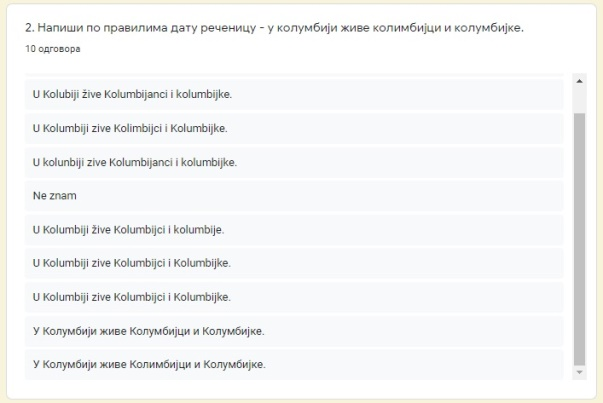 2. Напиши по правилима дату реченицу - у колумбији живе колимбијци и колумбијке.
10 одговора
U Kolubiji žive Kolumbijanci i kolumbijke.
U Kolumbiji zive Kolimbijci i Kolumbijke.
U kolunbiji zive Kolumbijanci i kolumbijke.
Ne znam
U Kolumbiji žive Kolumbijci i kolumbije.
U Kolumbiji zive Kolumbijci i Kolumbijke.
U Kolumbiji zive Kolumbijci i Kolumbijke.
У Колумбији живе Колумбијци и Колумбијке.
У Колумбији живе Колимбијци и Колумбијке.